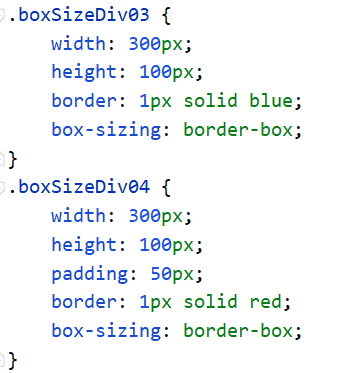 .boxSizeDiv03 {
    width: 300px;
    height: 100px;
    border: 1px solid blue;
    box-sizing: border-box;
}
.boxSizeDiv04 {
    width: 300px;
    height: 100px;
    padding: 50px;
    border: 1px solid red;
    box-sizing: border-box;
}